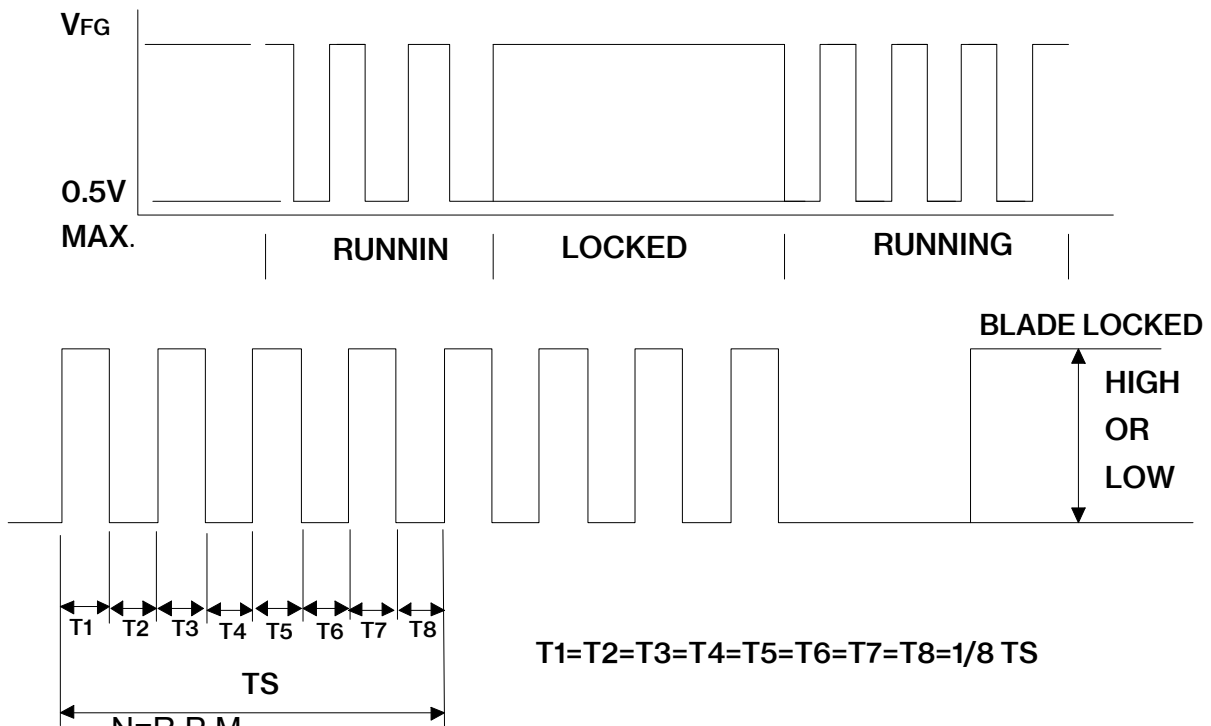 VFG
0.5V
MAX.
RUNNIN
LOCKED
RUNNING
BLADE LOCKED
HIGH
OR
LOW
T1 T2 T3 T4 T5 T6 T7 T8
T1=T2=T3=T4=T5=T6=T7=T8=1/8 TS
TS
N=R.P.M